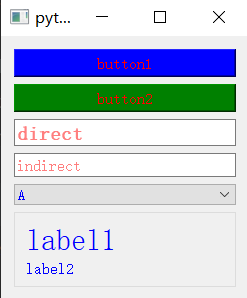 pyt...
button1
button2
direct
indirect
A
label1
label2